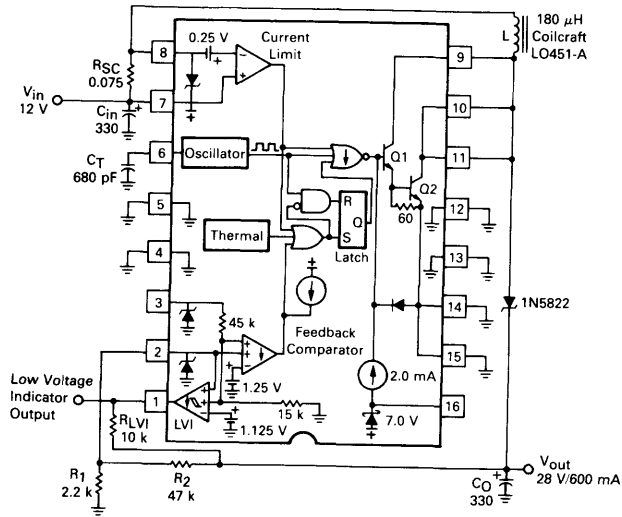 180 µH
Coilcraft
LO451-A
L
0.25 V
Current
Limit
8
9
RSC
0.075
Vin
12 V
7
Cin
330
10
11
6
Oscillator
CT
680 pF
Q1
Q2
60
R
Q
S
Latch
12
5
Thermal
13
4
1N5822
14
3
45 k
Feedback
Comparator
2
15
2.0 mA
1.25 V
Low Voltage
Indicator
Output
1
RLVI
10 k
LVI
15 k
1.125 V
7.0 V
16
R1
2.2 k
R2
47 k
Vout
28 V/600 mA
CO
330